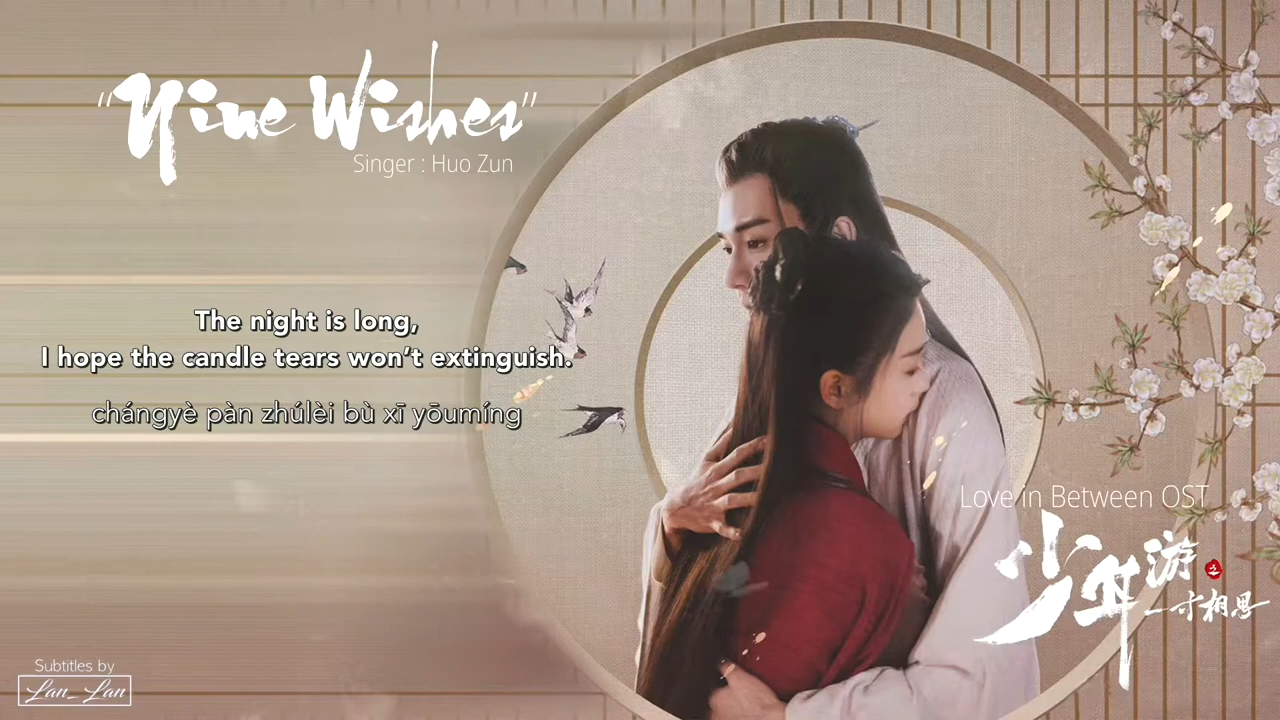 "Nine Wishes"
Singer : Huo Zun
The night is long,
I hope the candle tears won't extinguish.
chángyè pàn zhúlèi bù xī yōumíng
Love in Between OST
少年游
之
一寸相思
Subtitles by
Lan_Lan